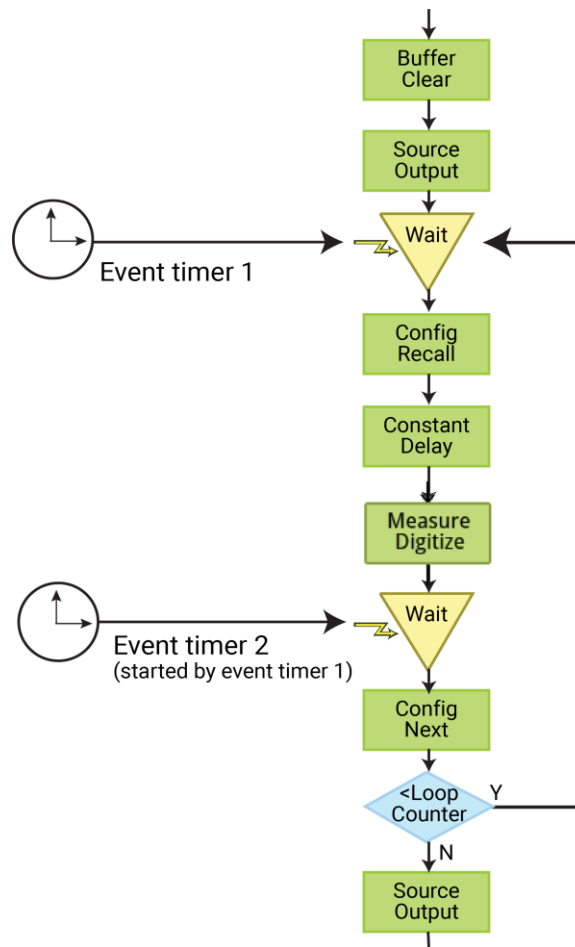 Buffer
Clear
Source
Output
Wait
Event timer 1
Config
Recall
Constant
Delay
Measure
Digitize
Wait
Event timer 2
(started by event timer 1)
Config
Next
<Loop
Counter
Y
N
Source
Output